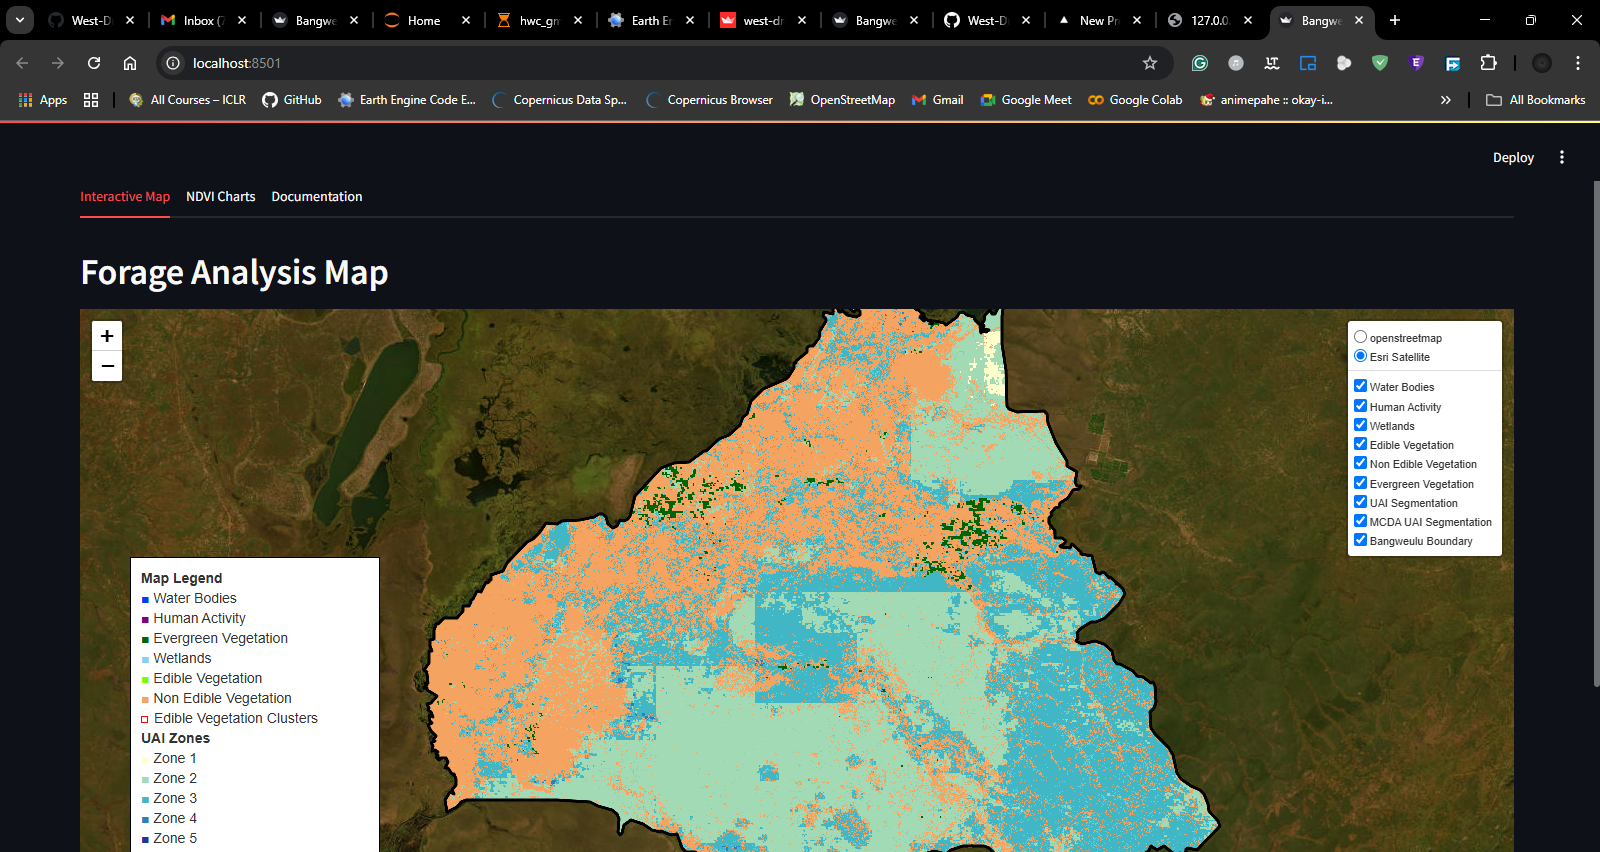 West-D
Inbox (7
Bangwe
Home
hwc_gm
Earth E
west-dr
Bangwe
West-D
New Pr
127.0.0.
Bangwe
localhost:8501
Apps
All Courses – ICLR
GitHub
Earth Engine Code E...
Copernicus Data Sp...
Copernicus Browser
OpenStreetMap
Gmail
Google Meet
Google Colab
animepahe :: okay-i...
All Bookmarks
Deploy
Interactive Map
NDVI Charts
Documentation
Forage Analysis Map
+
−
openstreetmap
Esri Satellite
Water Bodies
Human Activity
Wetlands
Edible Vegetation
Non Edible Vegetation
Evergreen Vegetation
UAI Segmentation
MCDA UAI Segmentation
Bangweulu Boundary
Map Legend
Water Bodies
Human Activity
Evergreen Vegetation
Wetlands
Edible Vegetation
Non Edible Vegetation
Edible Vegetation Clusters
UAI Zones
Zone 1
Zone 2
Zone 3
Zone 4
Zone 5